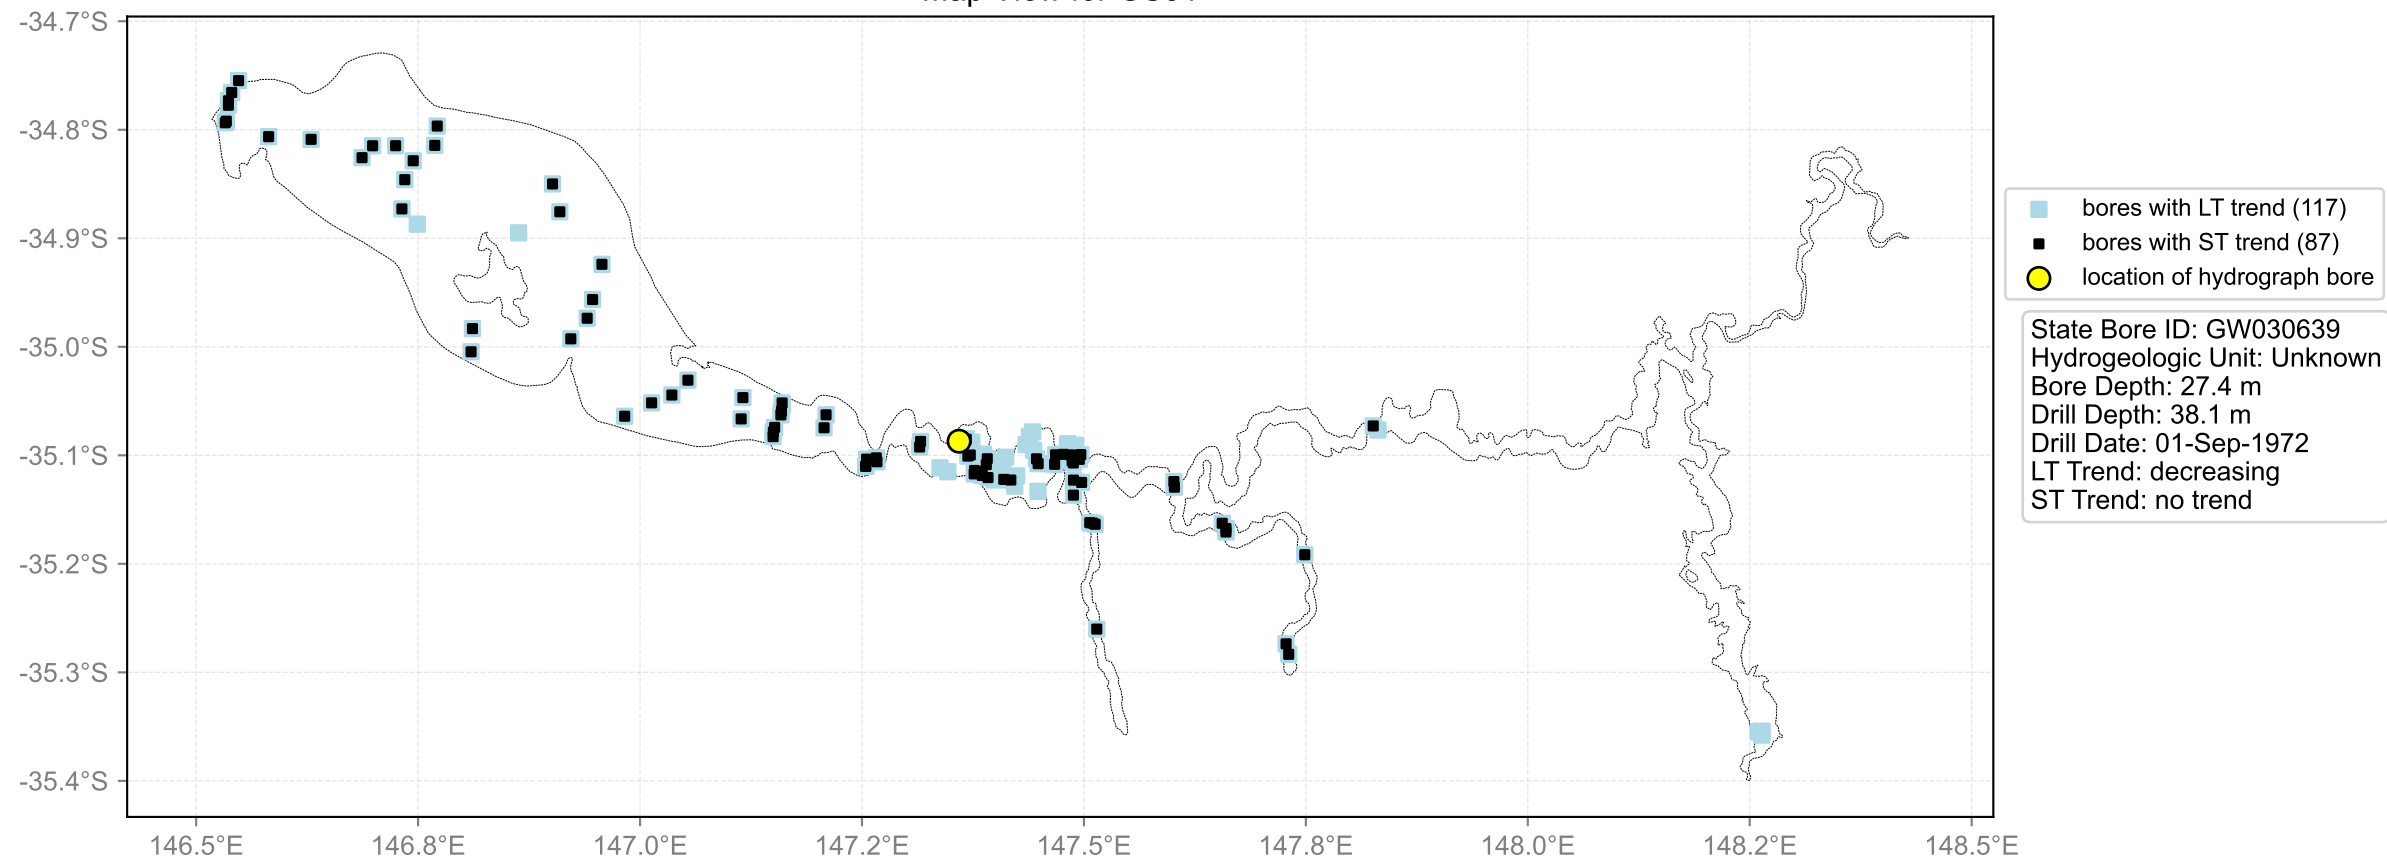 -34.7°S
-34.8°S
-34.9°S
-35.0°S
-35.1°S
-35.2°S
-35.3°S
-35.4°S
146.5°E
146.8°E
147.0°E
147.2°E
147.5°E
147.8°E
148.0°E
148.2°E
148.5°E
bores with LT trend (117)
bores with ST trend (87)
location of hydrograph bore
State Bore ID: GW030639
Hydrogeologic Unit: Unknown
Bore Depth: 27.4 m
Drill Depth: 38.1 m
Drill Date: 01-Sep-1972
LT Trend: decreasing
ST Trend: no trend